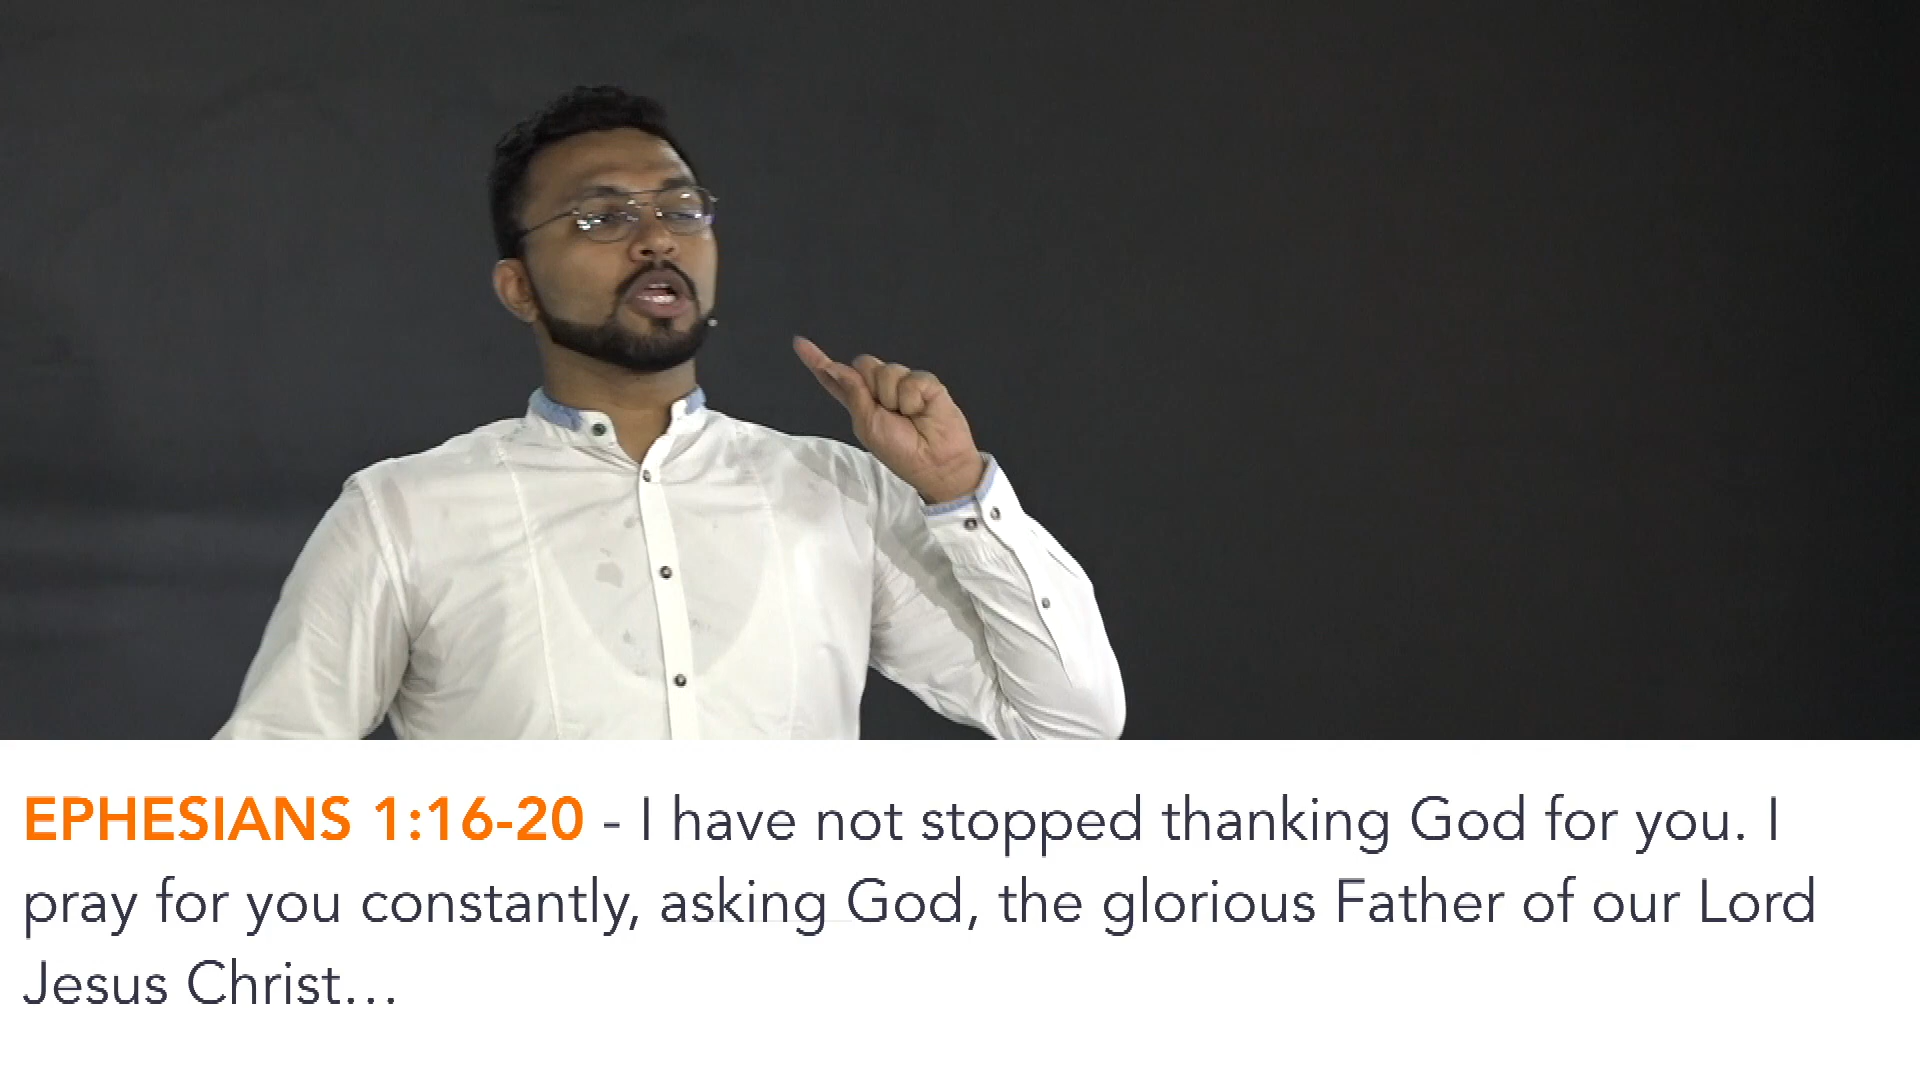 EPHESIANS 1:16-20 - I have not stopped thanking God for you. I
pray for you constantly, asking God, the glorious Father of our Lord
Jesus Christ…